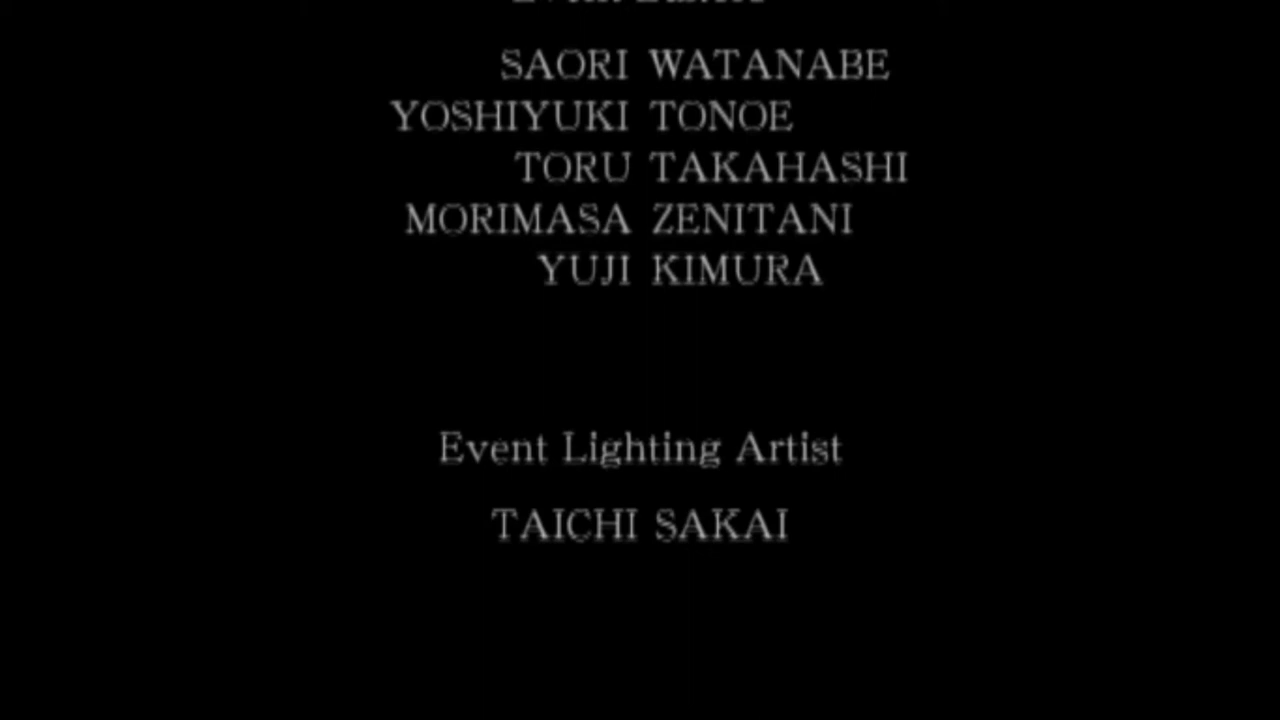 SAORI WATANABE
YOSHIYUKI TONOE
TORU TAKAHASHI
MORIMASA ZENITANI
YUJI KIMURA
Event Lighting Artist
TAICHI SAKAI